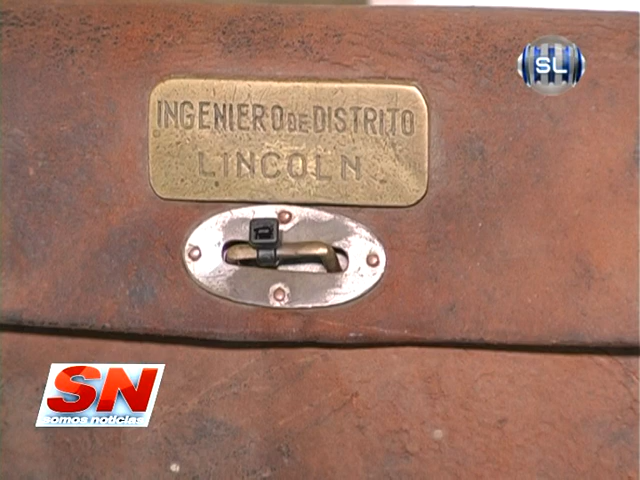 SL
INGENIERO DE DISTRITO
LINCOLN
SN
somos noticias